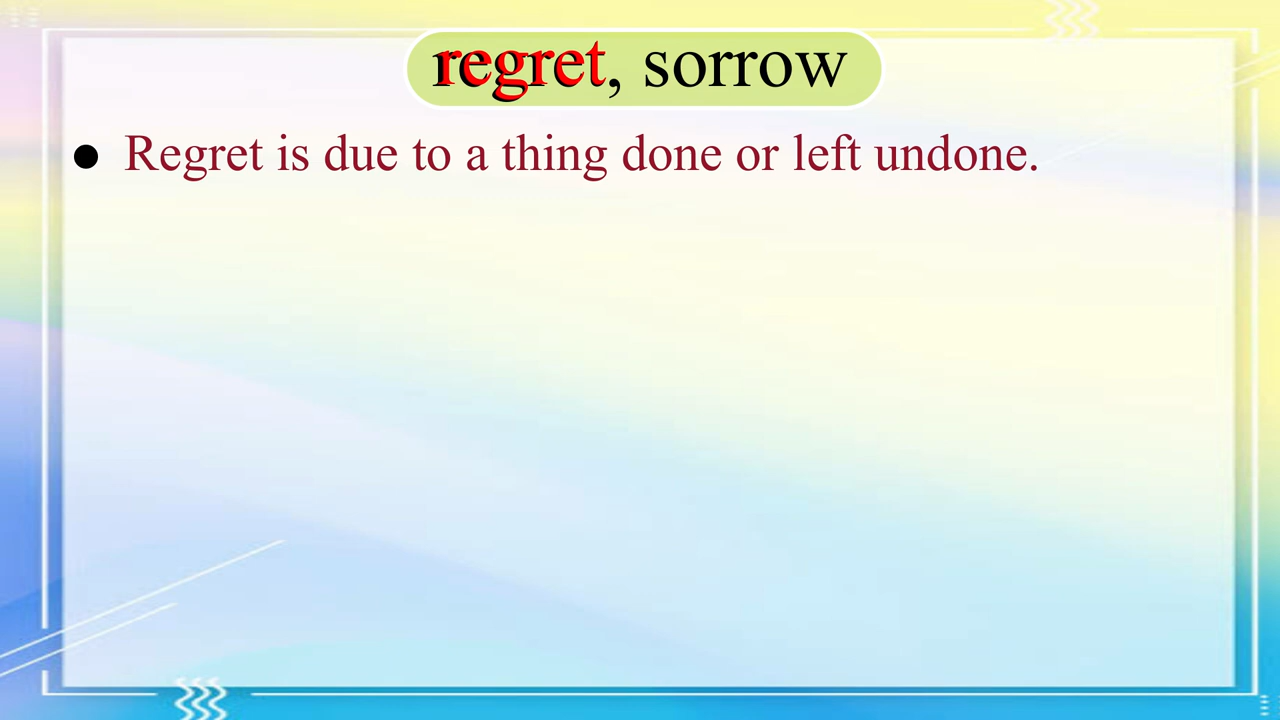 regret, sorrow
● Regret is due to a thing done or left undone.